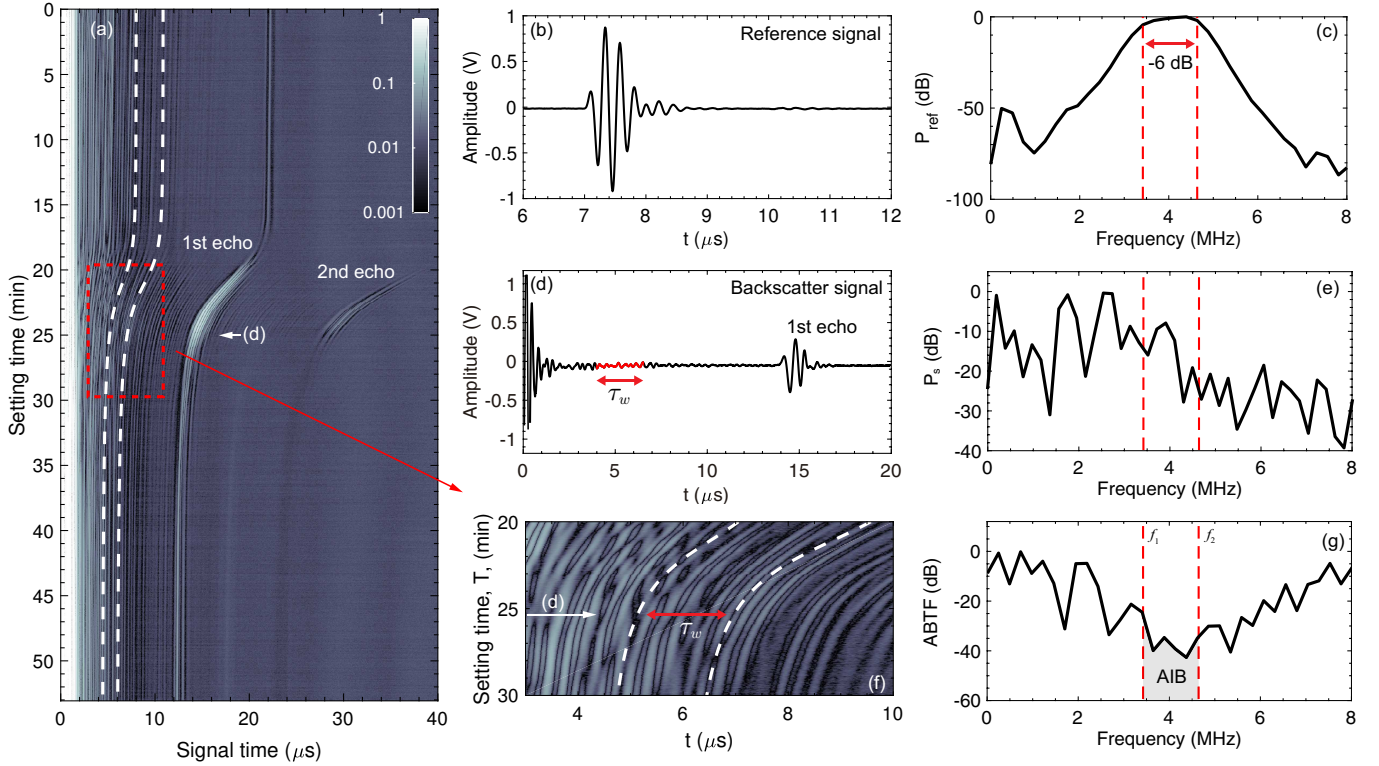 (a)
Setting time (min)
0
5
10
15
20
25
30
35
40
45
50
0
10
20
30
40
Signal time (μs)
1
0.1
0.01
0.001
1st echo
2nd echo
(d)
(b)
Reference signal
Amplitude (V)
1
0.5
0
-0.5
-1
6
7
8
9
10
11
12
t (μs)
(c)
-6 dB
P_ref (dB)
0
-50
-100
0
2
4
6
8
Frequency (MHz)
(d)
Backscatter signal
1st echo
τ_w
Amplitude (V)
1
0.5
0
-0.5
-1
0
5
10
15
20
t (μs)
(e)
P_s (dB)
0
-10
-20
-30
-40
0
2
4
6
8
Frequency (MHz)
(f)
(d)
τ_w
Setting time, T, (min)
20
25
30
4
6
8
10
t (μs)
(g)
f_1
f_2
AIB
ABTF (dB)
0
-20
-40
-60
0
2
4
6
8
Frequency (MHz)